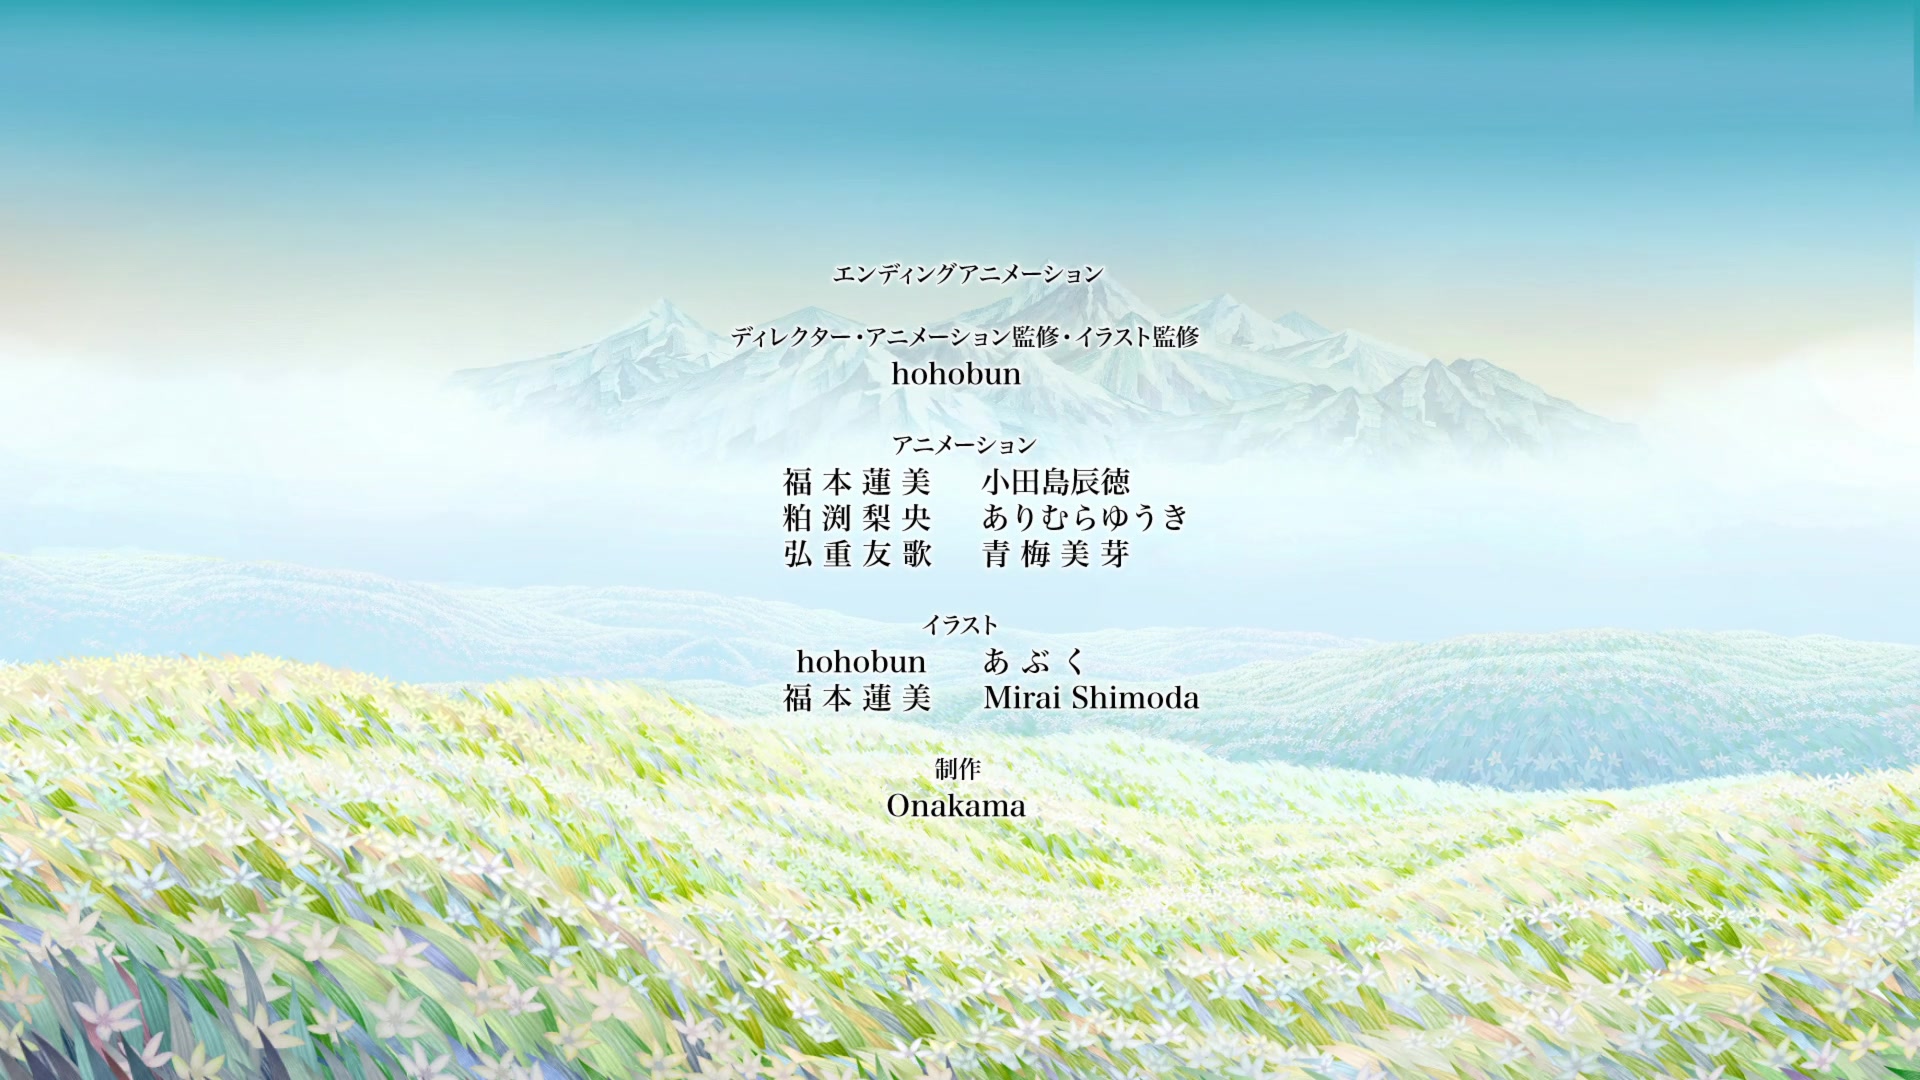 エンディングアニメーション
ディレクター・アニメーション監修・イラスト監修
hohobun
アニメーション
福本蓮美　小田島辰徳
粕渕梨央　ありむらゆうき
弘重友歌　青梅美芽
イラスト
hohobun　あぶく
福本蓮美　Mirai Shimoda
制作
Onakama